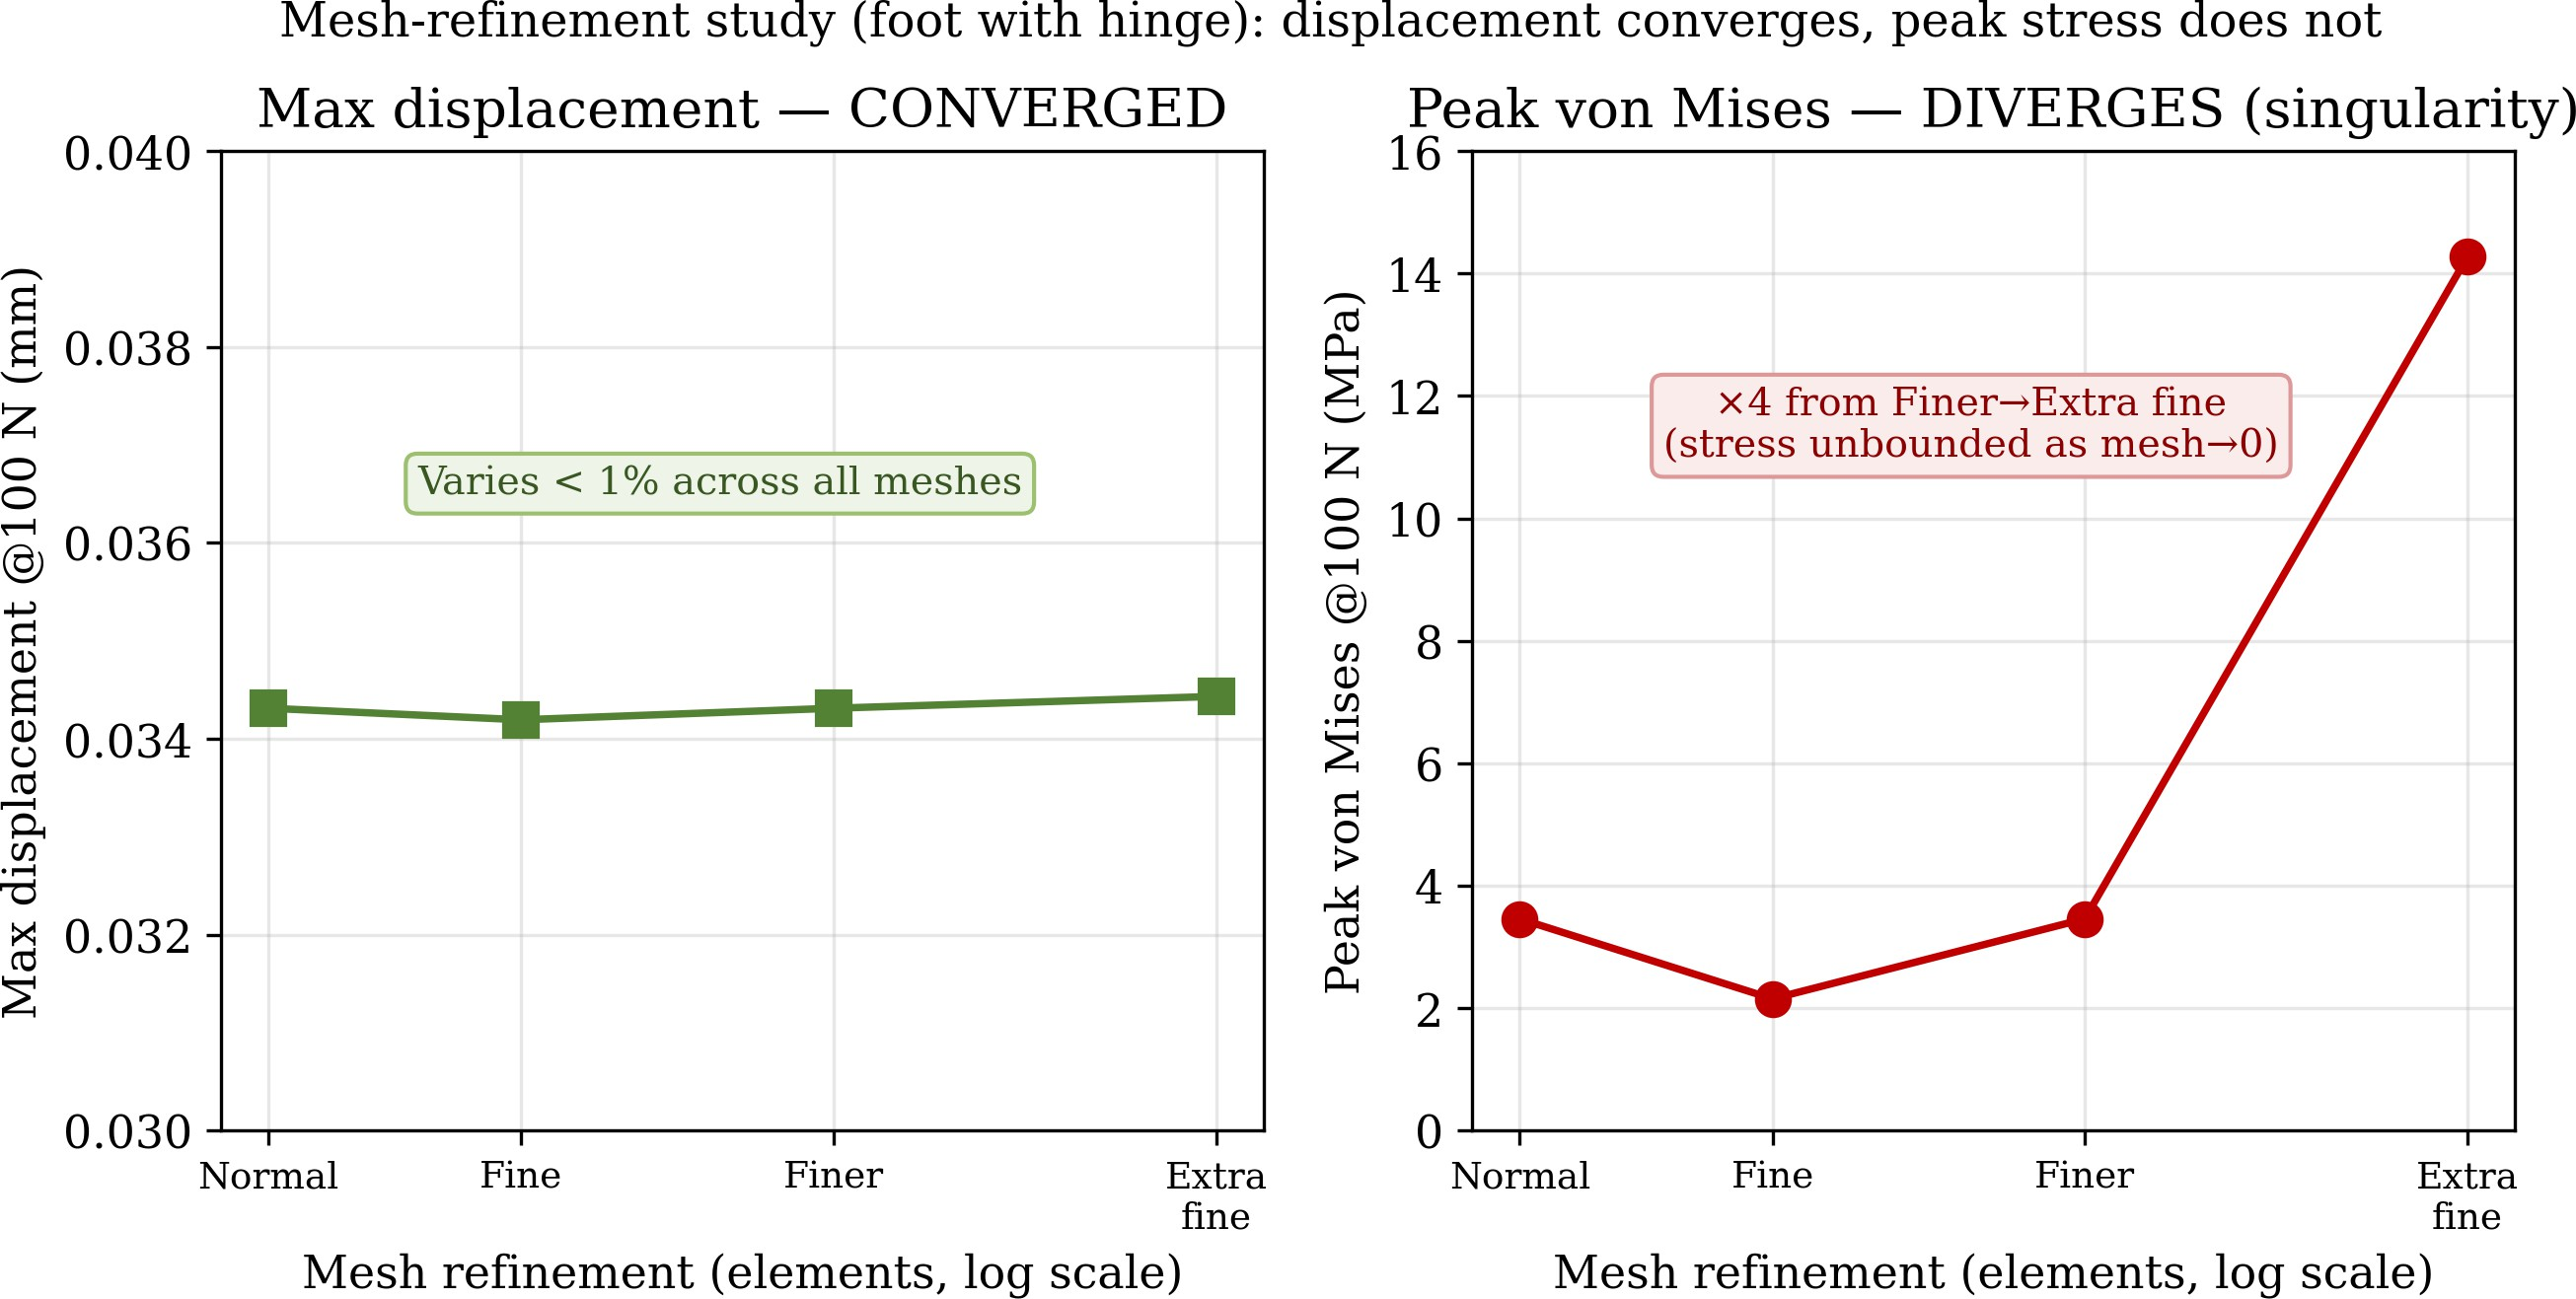 Mesh-refinement study (foot with hinge): displacement converges, peak stress does not
Max displacement — CONVERGED
Max displacement @100 N (mm)
0.040
0.038
0.036
0.034
0.032
0.030
Varies < 1% across all meshes
Normal
Fine
Finer
Extra
fine
Mesh refinement (elements, log scale)
Peak von Mises — DIVERGES (singularity)
Peak von Mises @100 N (MPa)
16
14
12
10
8
6
4
2
0
×4 from Finer→Extra fine
(stress unbounded as mesh→0)
Normal
Fine
Finer
Extra
fine
Mesh refinement (elements, log scale)